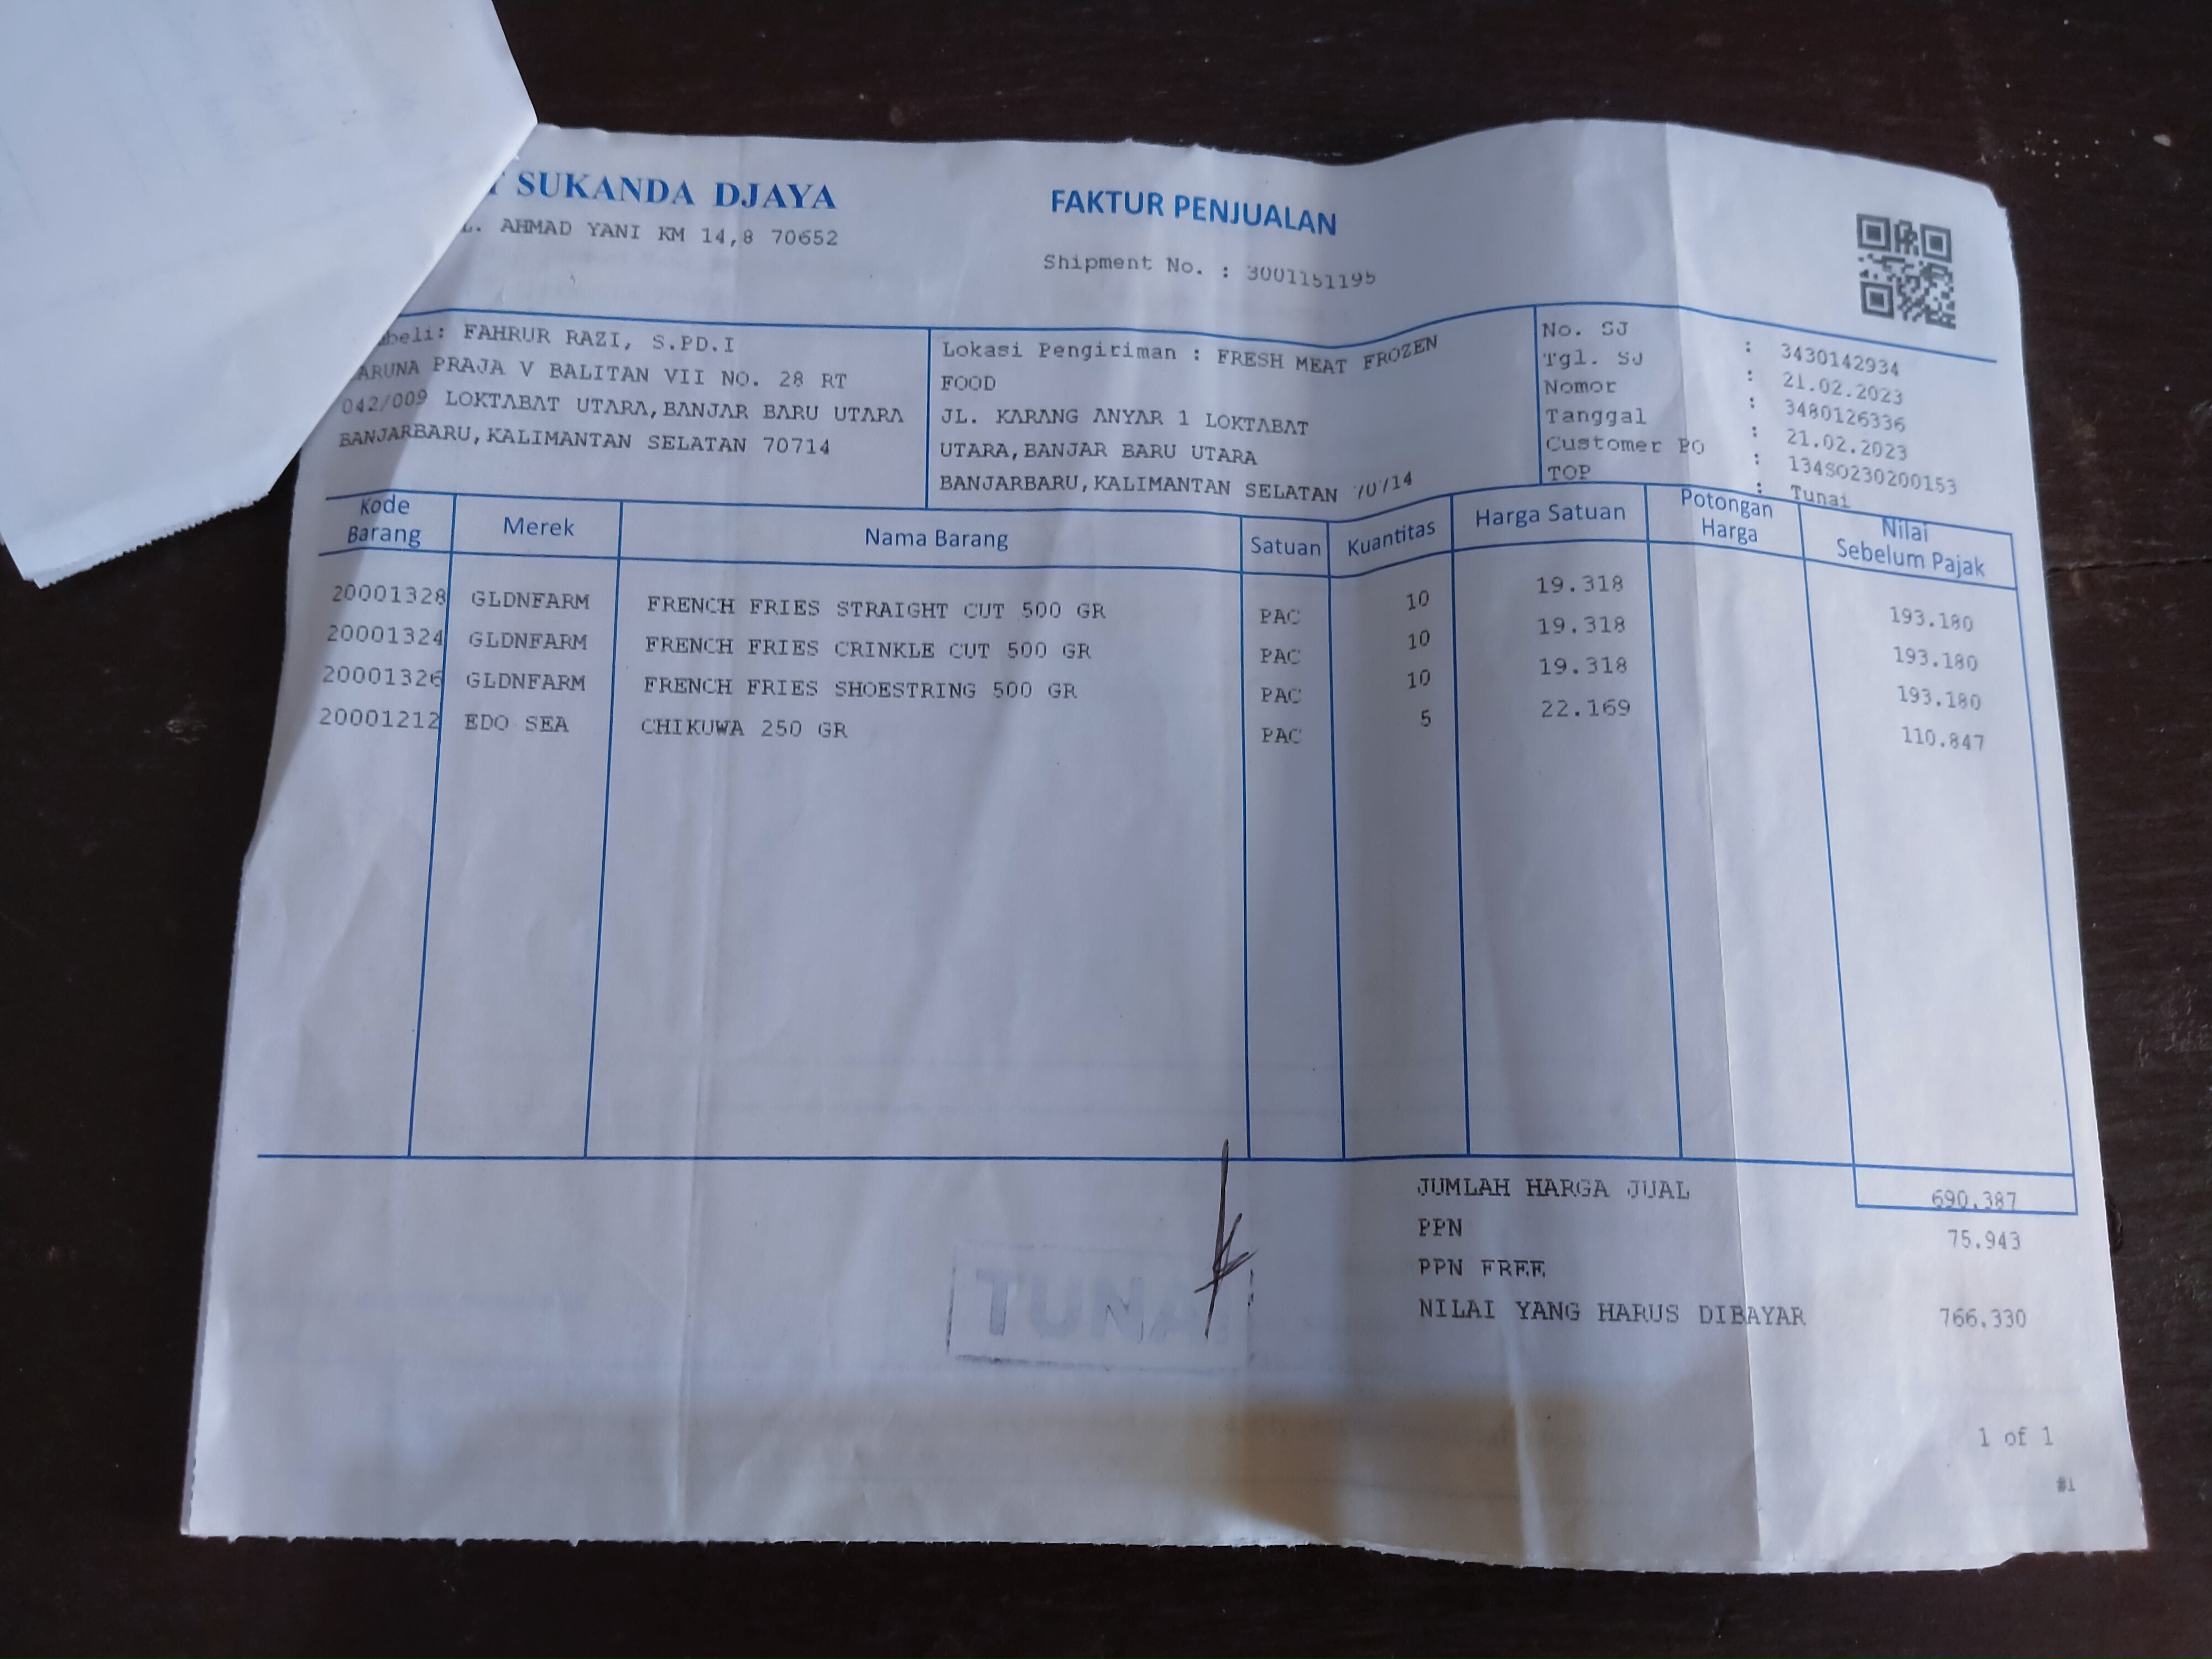 SUKANDA DJAYA
AHMAD YANI KM 14,8 70652
FAKTUR PENJUALAN
Shipment No. : 3001151195
FAHRUR RAZI, S.PD.I
PRAJA V BALITAN VII NO. 28 RT
042/009 LOKTABAT UTARA,BANJAR BARU UTARA
BANJARBARU,KALIMANTAN SELATAN 70714
Lokasi Pengiriman : FRESH MEAT FROZEN
FOOD
JL. KARANG ANYAR 1 LOKTABAT
UTARA,BANJAR BARU UTARA
BANJARBARU,KALIMANTAN SELATAN 70714
No. SJ : 3430142934
Tgl. SJ : 21.02.2023
Nomor : 3480126336
Tanggal : 21.02.2023
Customer PO : 134SO230200153
TOP : Tunai
Kode Barang Merek Nama Barang Satuan Kuantitas Harga Satuan Potongan Harga Nilai Sebelum Pajak
20001328 GLDNFARM FRENCH FRIES STRAIGHT CUT 500 GR PAC 10 19.318 193.180
20001324 GLDNFARM FRENCH FRIES CRINKLE CUT 500 GR PAC 10 19.318 193.180
20001326 GLDNFARM FRENCH FRIES SHOESTRING 500 GR PAC 10 19.318 193.180
20001212 EDO SEA CHIKUWA 250 GR PAC 5 22.169 110.847
JUMLAH HARGA JUAL 690.387
PPN 75.943
PPN FREE
NILAI YANG HARUS DIBAYAR 766.330
TUNAI
1 of 1
#1